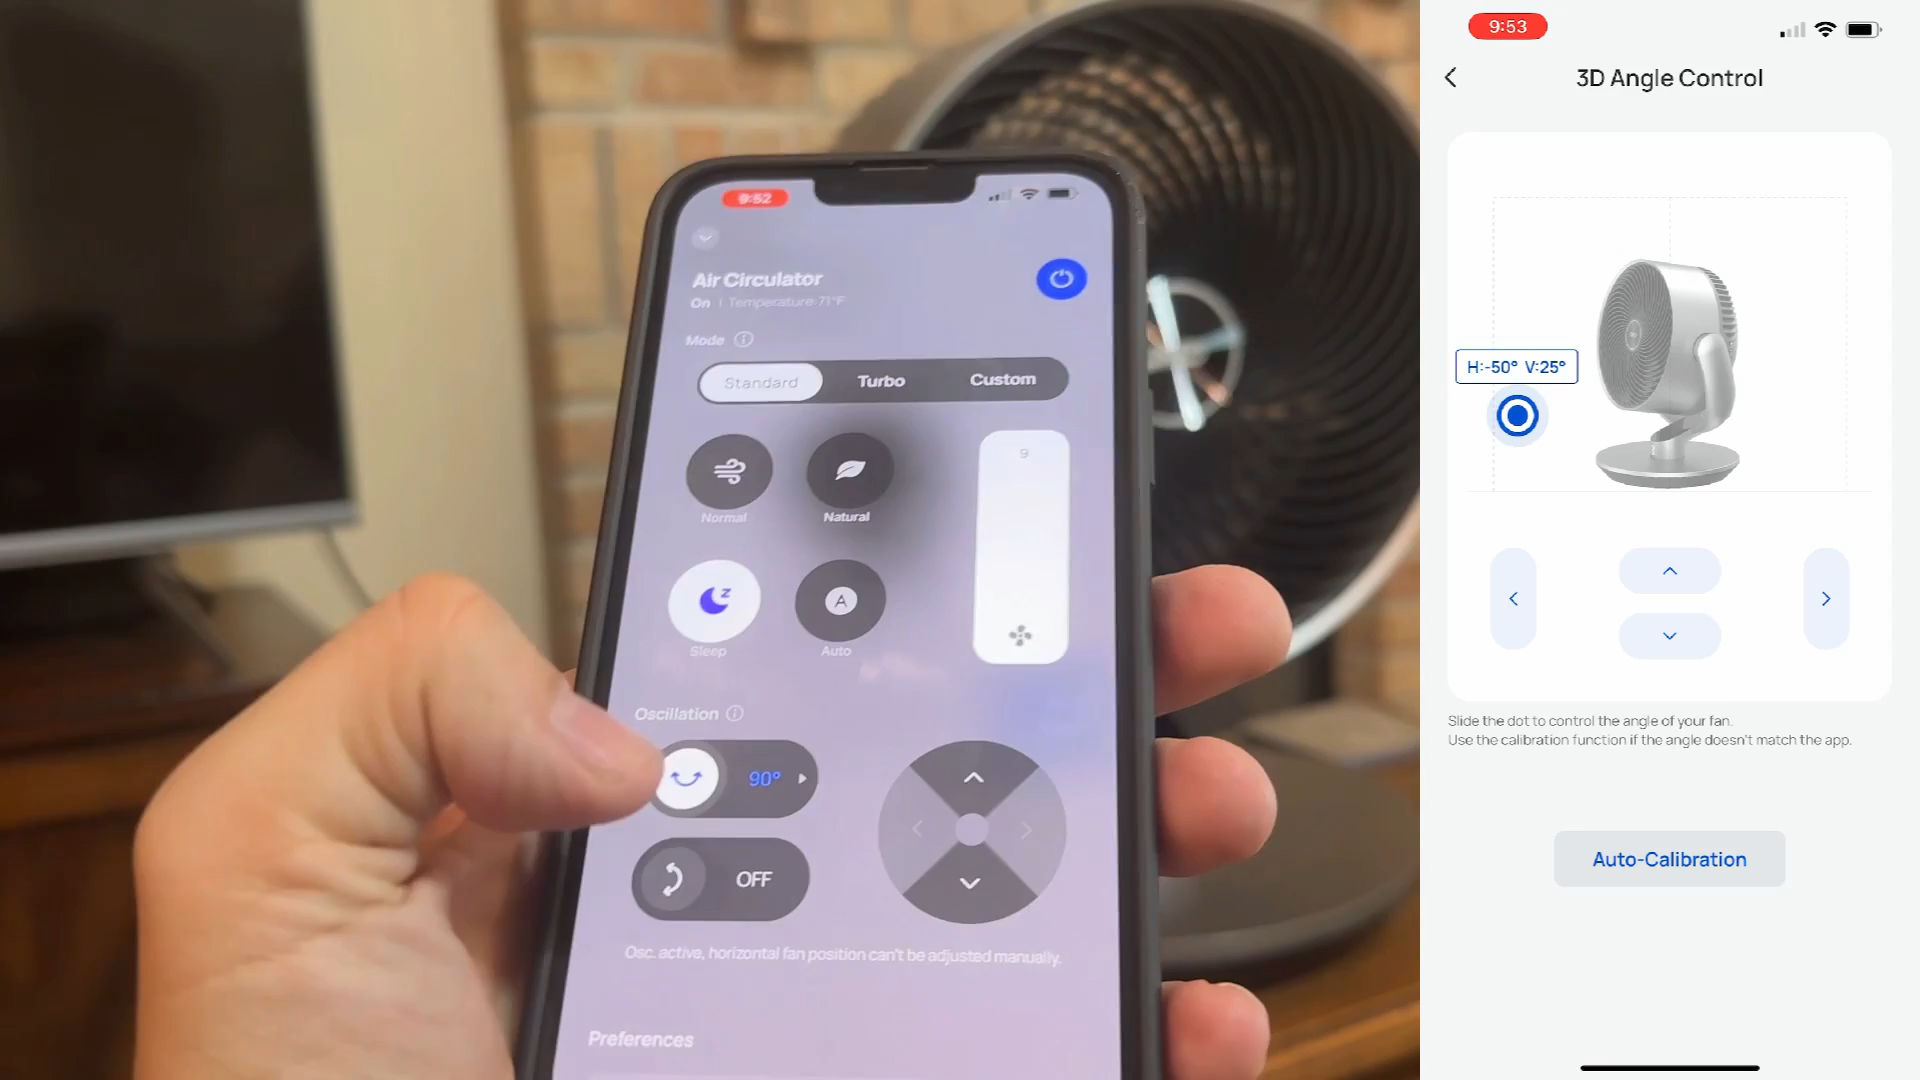 9:52
Air Circulator
On | Temperature 71°F
Mode
Standard Turbo Custom
Normal Natural
9
Sleep A Auto
Oscillation
90°
OFF
Osc. active, horizontal fan position can't be adjusted manually.
Preferences
9:53
3D Angle Control
H:-50° V:25°
Slide the dot to control the angle of your fan.
Use the calibration function if the angle doesn't match the app.
Auto-Calibration